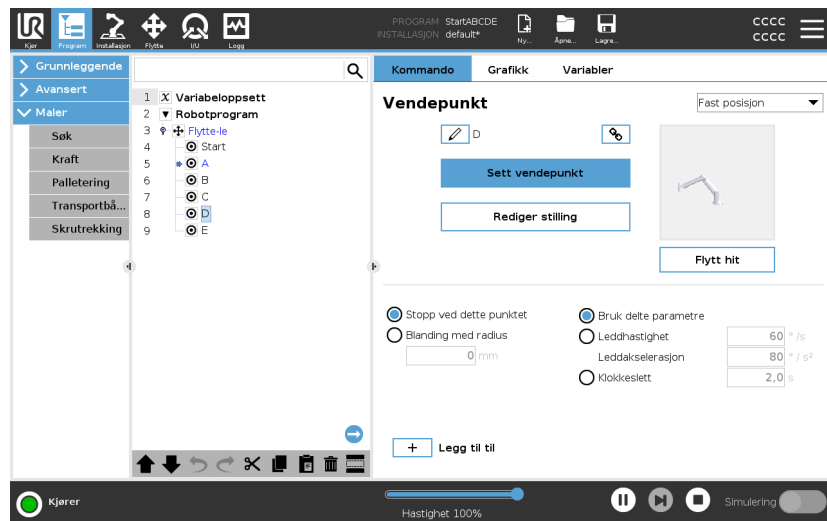 UR
Kjør
Program
Installasjon
Flytte
I/U
Logg
PROGRAM StartABCDE
INSTALLASJON default*
Ny...
Åpne...
Lagre...
cccc
cccc
Grunnleggende
Avansert
Maler
Søk
Kraft
Palletering
Transportbå...
Skrutrekking
1 X Variabeloppsett
2 Robotprogram
3 Flytte-le
4 Start
5 A
6 B
7 C
8 D
9 E
Kommando Grafikk Variabler
Vendepunkt
Fast posisjon
D
Sett vendepunkt
Rediger stilling
Flytt hit
Stopp ved dette punktet
Blanding med radius
0 mm
Bruk delte parametre
Leddhastighet 60 °/s
Leddakselerasjon 80 °/s²
Klokkeslett 2,0 s
+ Legg til til
Kjører
Hastighet 100%
Simulering